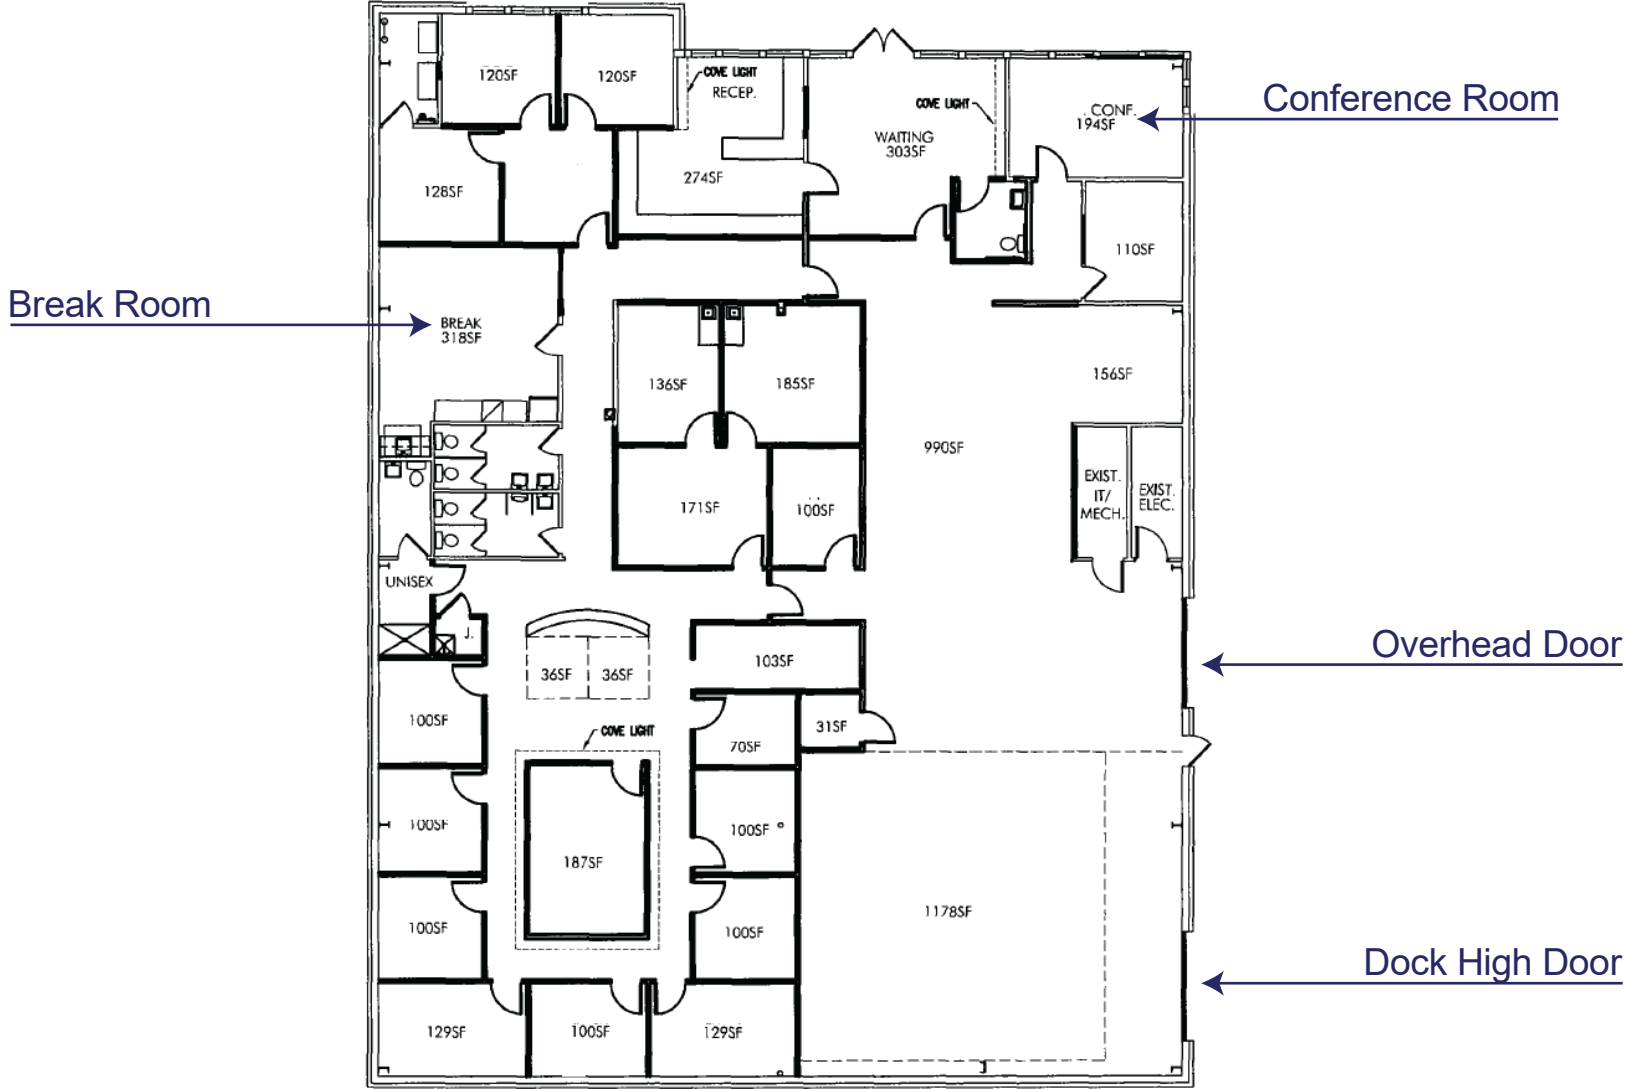 120SF
120SF
COVE LIGHT
RECEP.
Conference Room
COVE LIGHT
CONF.
194SF
WAITING
303SF
274SF
128SF
110SF
Break Room
BREAK
318SF
156SF
136SF
185SF
990SF
EXIST.
IT/
MECH.
EXIST.
ELEC.
171SF
100SF
UNISEX
J.
Overhead Door
103SF
36SF
36SF
100SF
31SF
COVE LIGHT
70SF
100SF
100SF
187SF
1178SF
100SF
100SF
Dock High Door
129SF
100SF
129SF